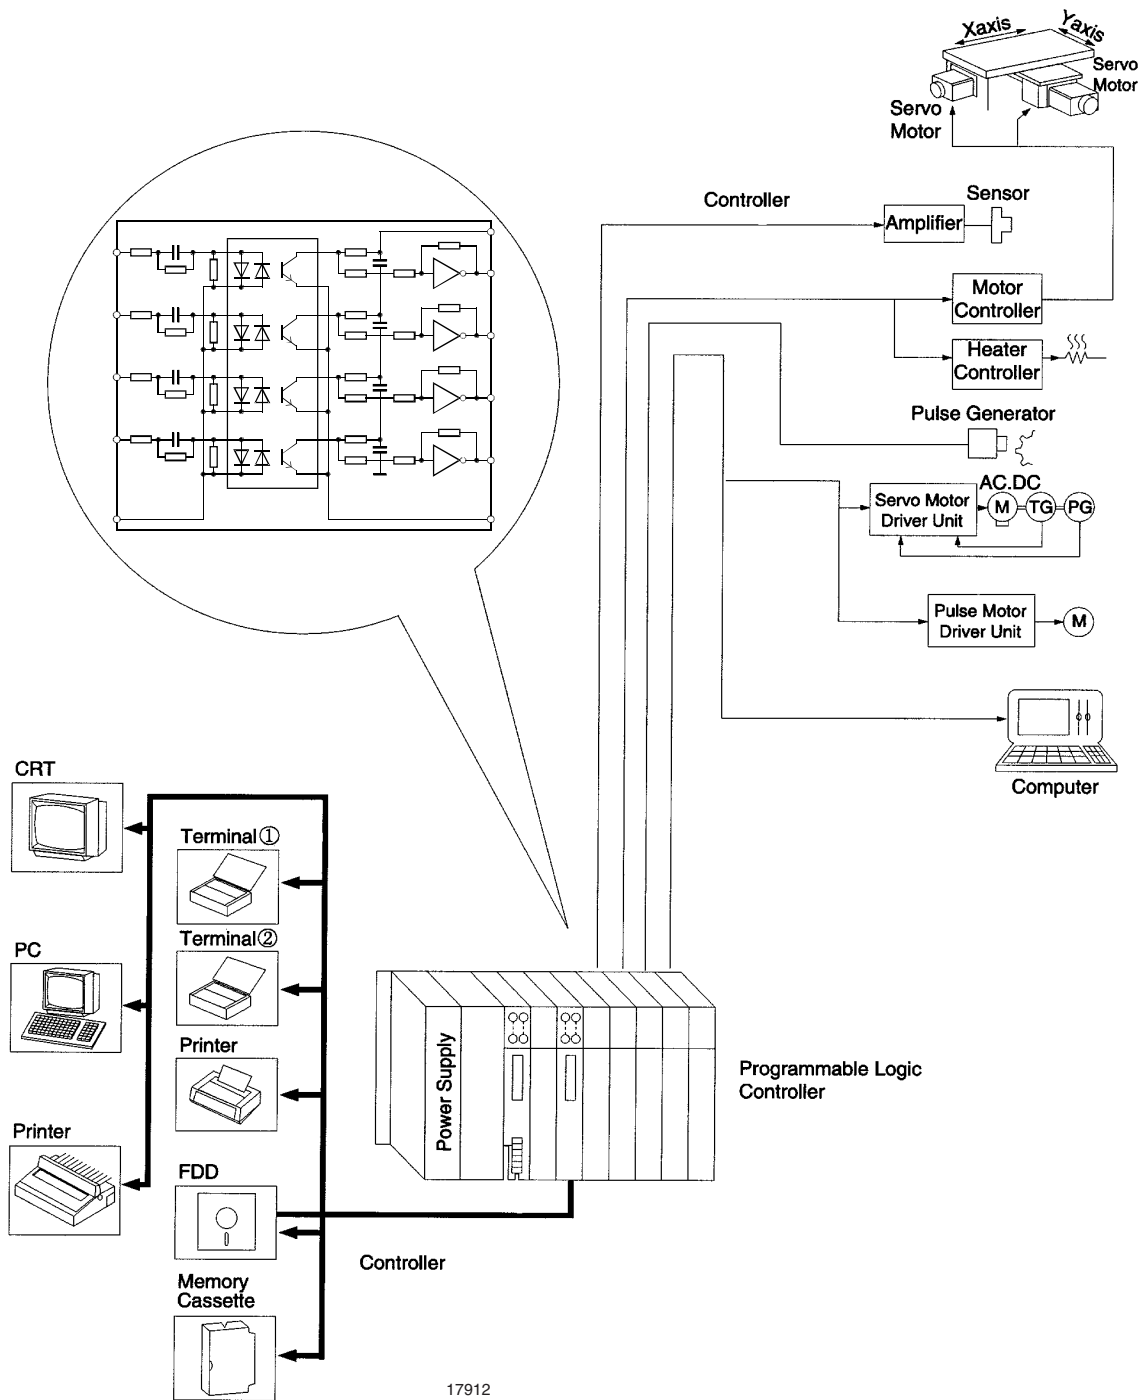 Xaxis
Yaxis
Servo
Motor
Servo
Motor
Controller
Sensor
Amplifier
Motor
Controller
Heater
Controller
Pulse Generator
AC.DC
Servo Motor
Driver Unit
M
TG
PG
Pulse Motor
Driver Unit
M
Computer
CRT
Terminal①
PC
Terminal②
Printer
Printer
FDD
Memory
Cassette
Power Supply
Programmable Logic
Controller
Controller
17912